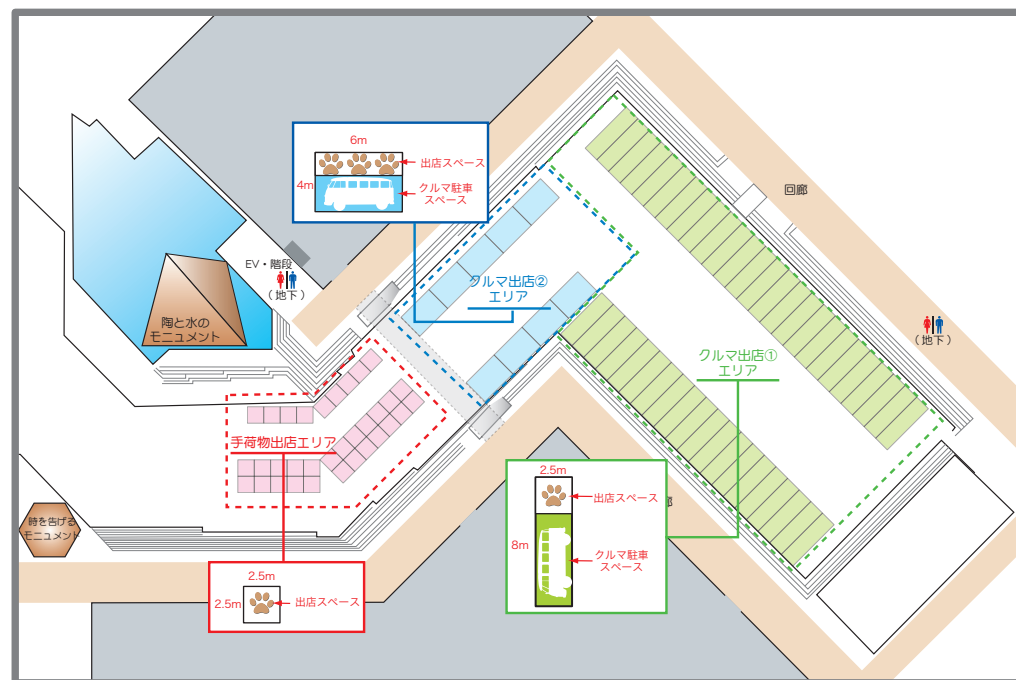 6m
4m
出店スペース
クルマ駐車
スペース
回廊
EV・階段
（地下）
陶と水の
モニュメント
クルマ出店②
エリア
（地下）
クルマ出店①
エリア
手荷物出店エリア
2.5m
8m
出店スペース
クルマ駐車
スペース
廊
時を告げる
モニュメント
2.5m
2.5m
出店スペース